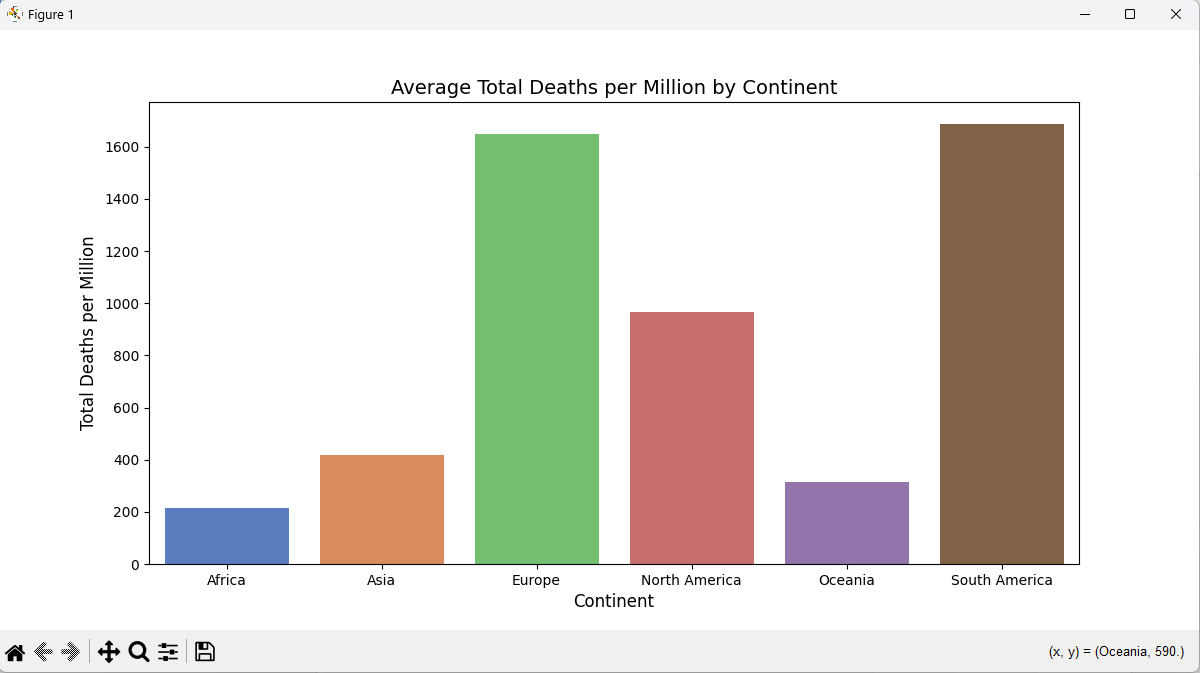 Figure 1
Average Total Deaths per Million by Continent
Total Deaths per Million
1600
1400
1200
1000
800
600
400
200
0
Africa Asia Europe North America Oceania South America
Continent
(x, y) = (Oceania, 590.)